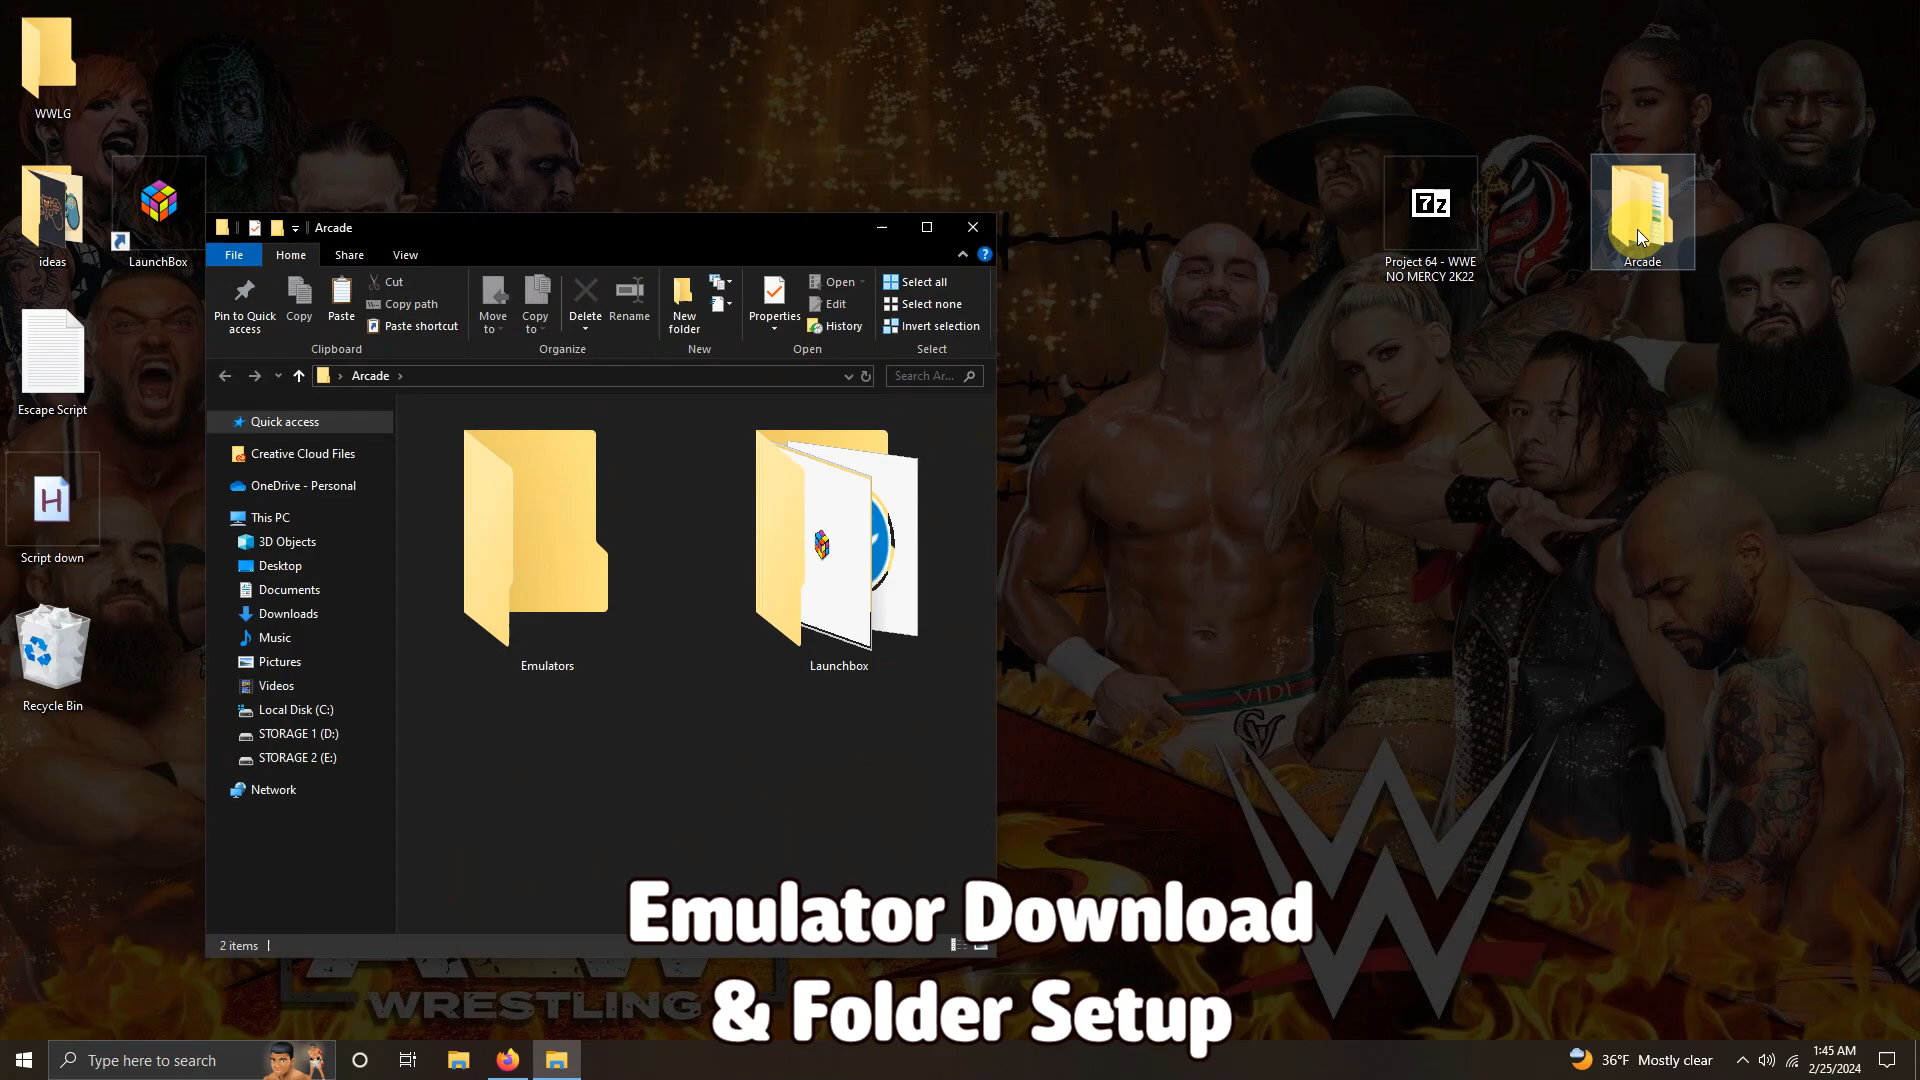 WWLG
ideas
LaunchBox
Escape Script
H
Script down
Recycle Bin
7z
Project 64 - WWE
NO MERCY 2K22
Arcade
Arcade
File
Home
Share
View
?
Pin to Quick
access
Copy
Paste
Cut
Copy path
Paste shortcut
Clipboard
Move
to
Copy
to
Delete
Rename
Organize
New
folder
New
Properties
Open
Edit
History
Open
Select all
Select none
Invert selection
Select
Arcade
Search Ar...
Quick access
Creative Cloud Files
OneDrive - Personal
This PC
3D Objects
Desktop
Documents
Downloads
Music
Pictures
Videos
Local Disk (C:)
STORAGE 1 (D:)
STORAGE 2 (E:)
Network
Emulators
Launchbox
2 items
VIDI
WRESTLING
Emulator Download
& Folder Setup
Type here to search
36°F Mostly clear
1:45 AM
2/25/2024